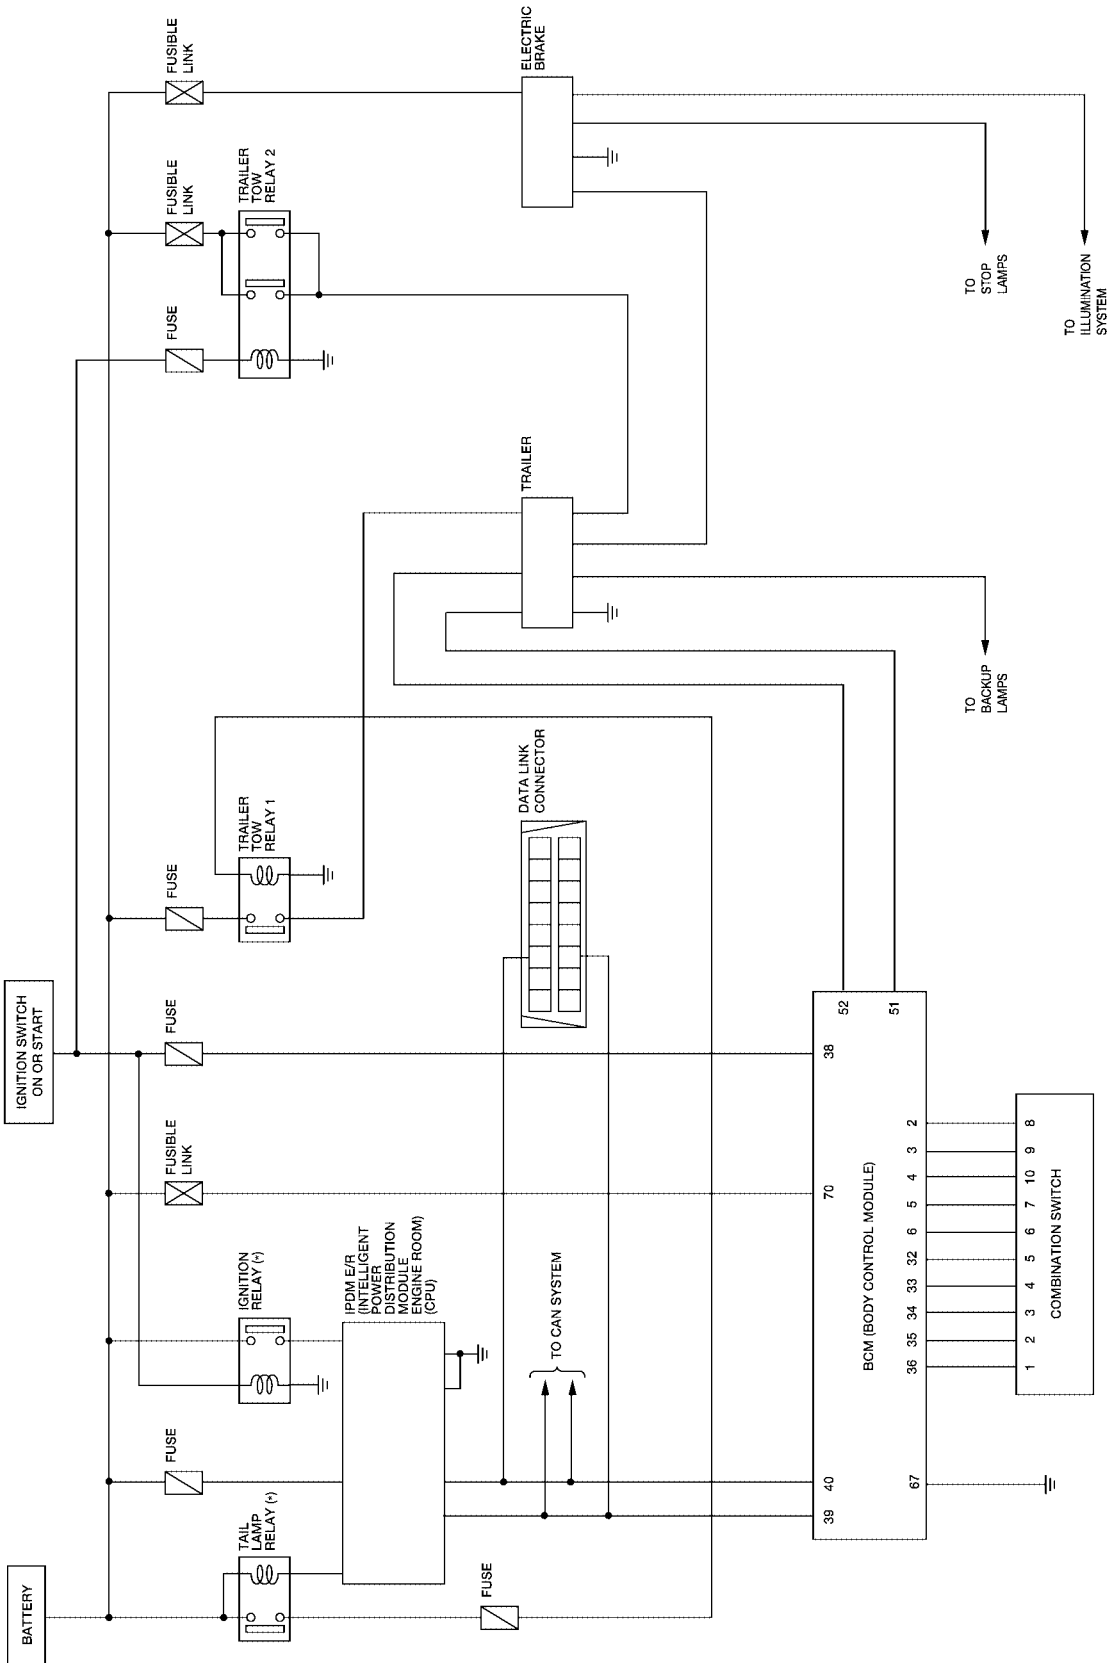 BATTERY
IGNITION SWITCH
ON OR START
FUSE
IGNITION
RELAY (*)
FUSIBLE
LINK
FUSE
FUSE
FUSE
FUSIBLE
LINK
FUSIBLE
LINK
TAIL
LAMP
RELAY (*)
TRAILER
TOW
RELAY 1
TRAILER
TOW
RELAY 2
IPDM E/R
(INTELLIGENT
POWER
DISTRIBUTION
MODULE
ENGINE ROOM)
(CPU)
FUSE
TO CAN SYSTEM
DATA LINK
CONNECTOR
TRAILER
ELECTRIC
BRAKE
39
40
70
38
52
51
BCM (BODY CONTROL MODULE)
67
36
35
34
33
32
6
5
4
3
2
1
2
3
4
5
6
7
10
9
8
COMBINATION SWITCH
TO
BACKUP
LAMPS
TO
STOP
LAMPS
TO
ILLUMINATION
SYSTEM